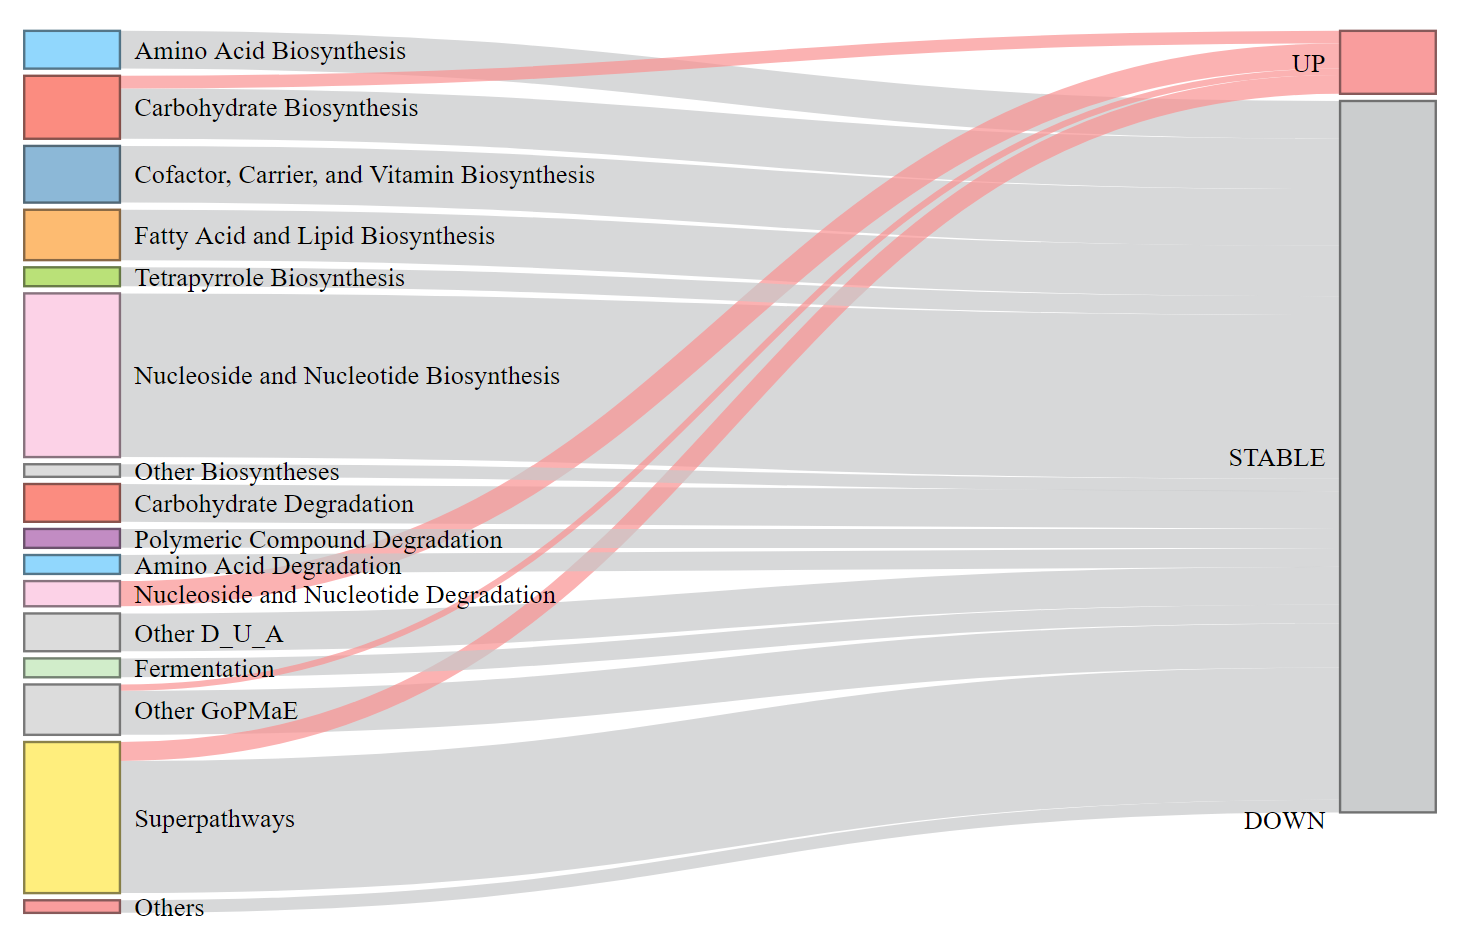 Amino Acid Biosynthesis
Carbohydrate Biosynthesis
Cofactor, Carrier, and Vitamin Biosynthesis
Fatty Acid and Lipid Biosynthesis
Tetrapyrrole Biosynthesis
Nucleoside and Nucleotide Biosynthesis
Other Biosyntheses
Carbohydrate Degradation
Polymeric Compound Degradation
Amino Acid Degradation
Nucleoside and Nucleotide Degradation
Other D_U_A
Fermentation
Other GoPMaE
Superpathways
Others
UP
STABLE
DOWN